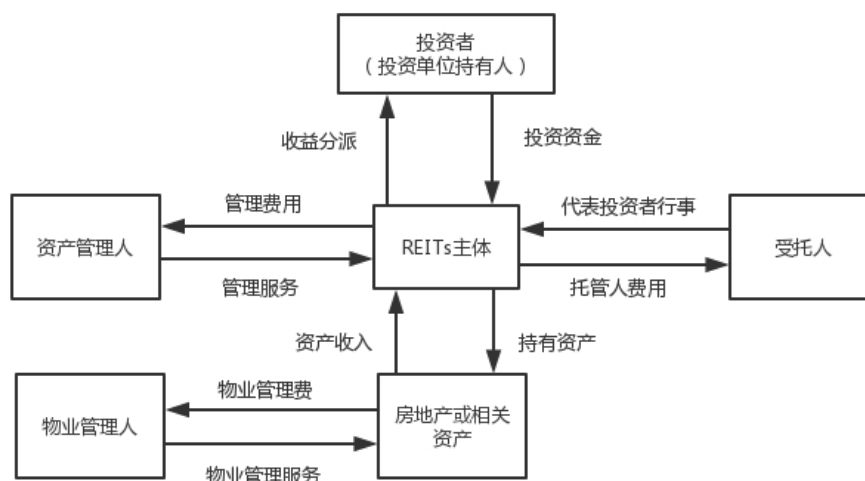 投资者
（投资单位持有人）
收益分派
投资资金
管理费用
代表投资者行事
资产管理人
REITs主体
受托人
管理服务
托管人费用
资产收入
持有资产
物业管理费
物业管理人
房地产或相关
资产
物业管理服务